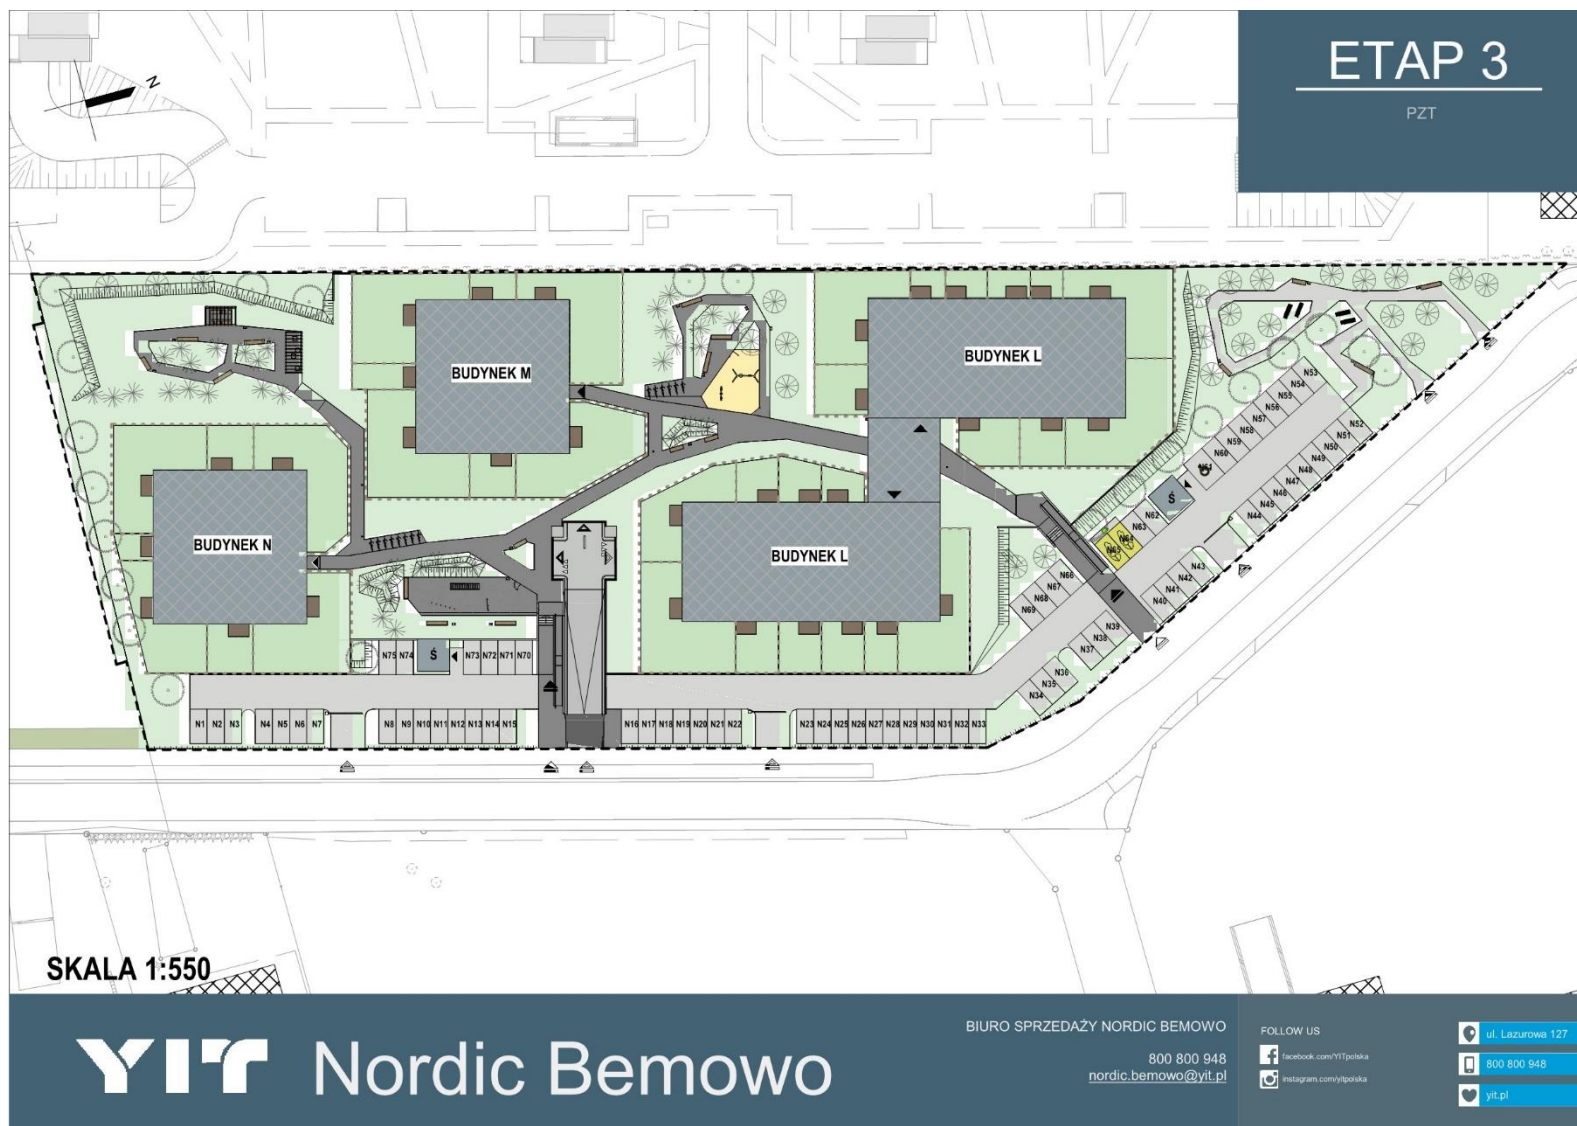 ETAP 3
PZT
N
BUDYNEK M
BUDYNEK L
BUDYNEK N
BUDYNEK L
Ś
N53
N54
N55
N56
N57
N58
N59
N60
N61
N62
N63
N64
N65
N66
N67
N68
N69
N52
N51
N50
N49
N48
N47
N46
N45
N44
N43
N42
N41
N40
N39
N38
N37
N36
N35
N34
N75 N74 Ś N73 N72 N71 N70
N1 N2 N3 N4 N5 N6 N7 N8 N9 N10 N11 N12 N13 N14 N15 N16 N17 N18 N19 N20 N21 N22 N23 N24 N25 N26 N27 N28 N29 N30 N31 N32 N33
SKALA 1:550
YIT Nordic Bemowo
BIURO SPRZEDAŻY NORDIC BEMOWO
800 800 948
nordic.bemowo@yit.pl
FOLLOW US
facebook.com/YITpolska
instagram.com/yitpolska
ul. Lazurowa 127
800 800 948
yit.pl